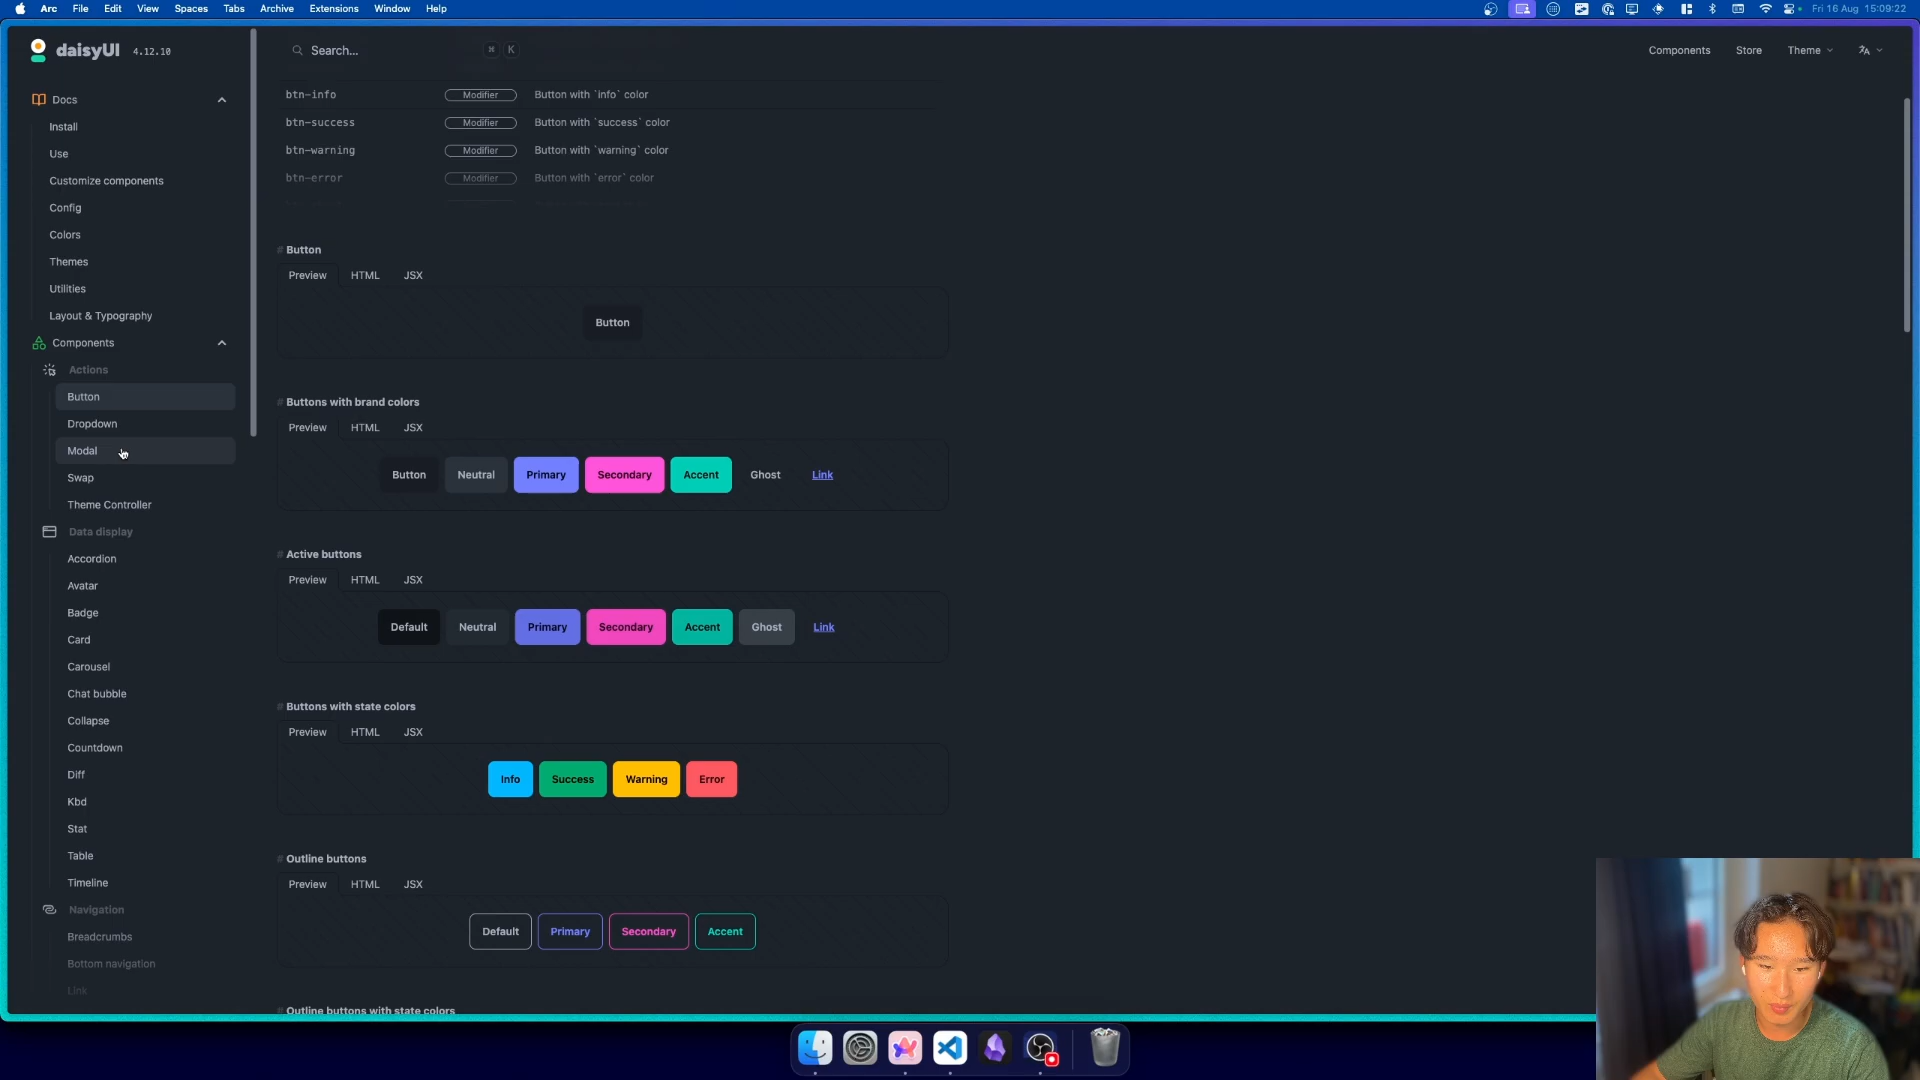 Arc File Edit View Spaces Tabs Archive Extensions Window Help
Fri 16 Aug 15:09:22
daisyUI 4.12.10
Search...
⌘ K
Components
Store
Theme
Docs
Install
Use
Customize components
Config
Colors
Themes
Utilities
Layout & Typography
Components
Actions
Button
Dropdown
Modal
Swap
Theme Controller
Data display
Accordion
Avatar
Badge
Card
Carousel
Chat bubble
Collapse
Countdown
Diff
Kbd
Stat
Table
Timeline
Navigation
Breadcrumbs
Bottom navigation
Link
btn-info Modifier Button with `info` color
btn-success Modifier Button with `success` color
btn-warning Modifier Button with `warning` color
btn-error Modifier Button with `error` color
# Button
Preview HTML JSX
Button
# Buttons with brand colors
Preview HTML JSX
Button Neutral Primary Secondary Accent Ghost Link
# Active buttons
Preview HTML JSX
Default Neutral Primary Secondary Accent Ghost Link
# Buttons with state colors
Preview HTML JSX
Info Success Warning Error
# Outline buttons
Preview HTML JSX
Default Primary Secondary Accent
# Outline buttons with state colors